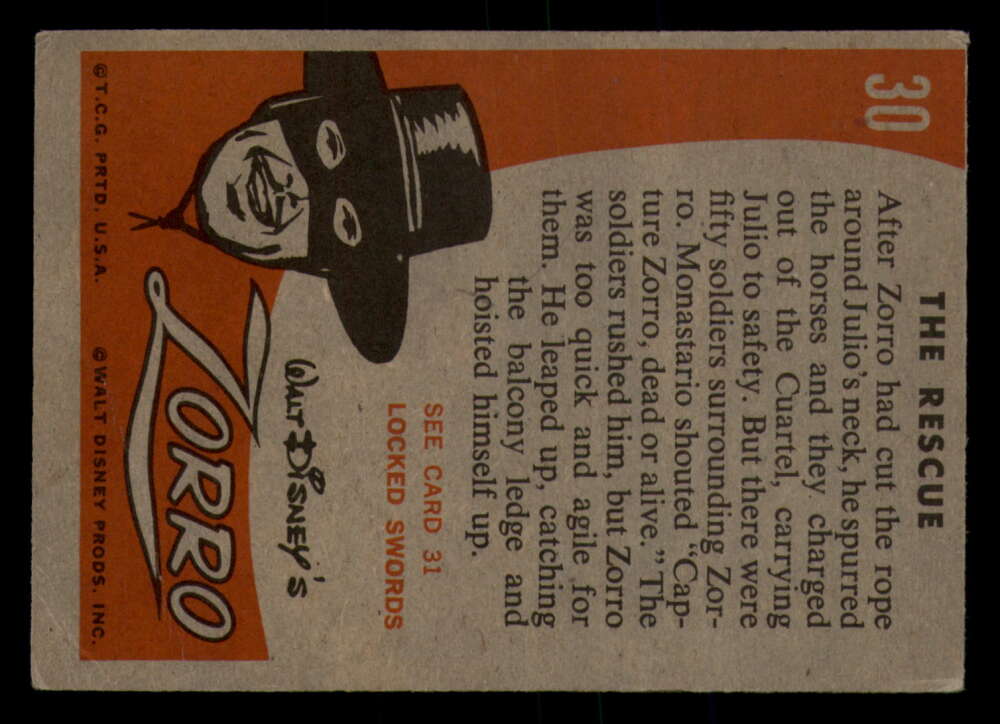 30
THE RESCUE
After Zorro had cut the rope
around Julio's neck, he spurred
the horses and they charged
out of the Cuartel, carrying
Julio to safety. But there were
fifty soldiers surrounding Zor-
ro. Monastario shouted "Cap-
ture Zorro, dead or alive." The
soldiers rushed him, but Zorro
was too quick and agile for
them. He leaped up, catching
the balcony ledge and
hoisted himself up.
SEE CARD 31
LOCKED SWORDS
WALT DISNEY'S
ZORRO
©T.C.G. PRTD. U.S.A.
©WALT DISNEY PRODS. INC.